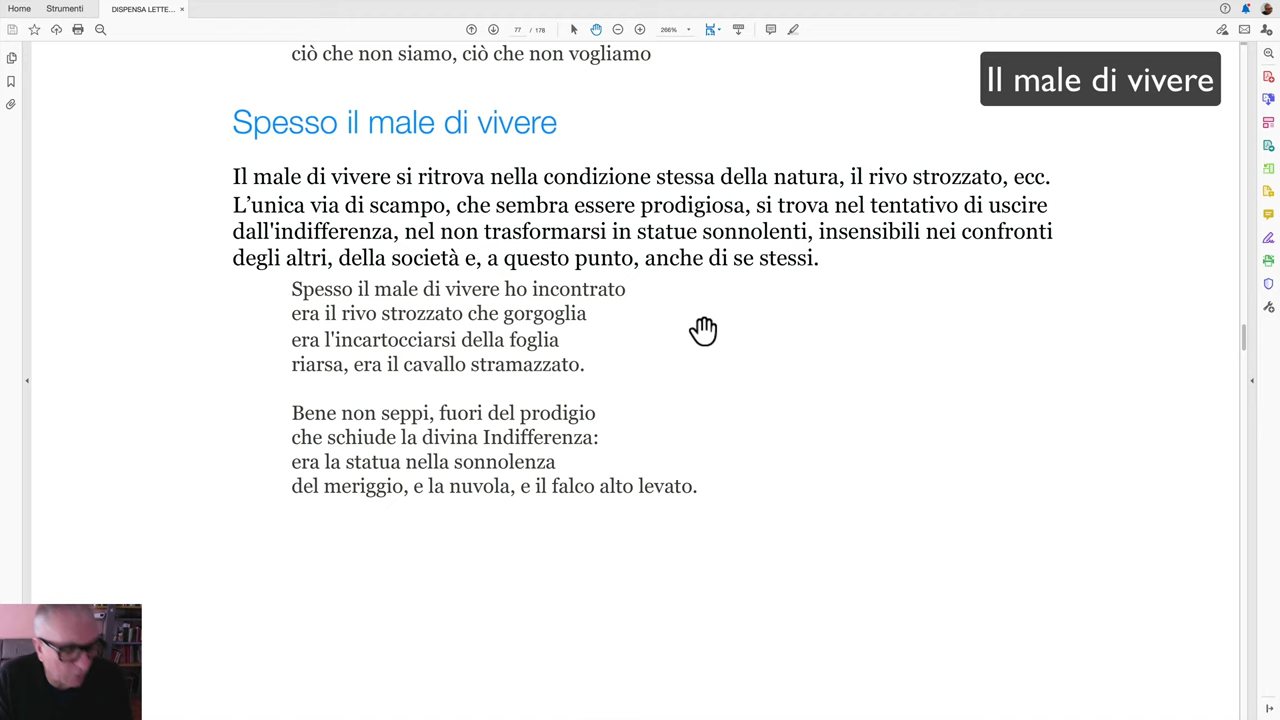 Home
Strumenti
DISPENSA LETTE... ×
77 / 178
266%
ciò che non siamo, ciò che non vogliamo
Il male di vivere
Spesso il male di vivere
Il male di vivere si ritrova nella condizione stessa della natura, il rivo strozzato, ecc.
L’unica via di scampo, che sembra essere prodigiosa, si trova nel tentativo di uscire
dall'indifferenza, nel non trasformarsi in statue sonnolenti, insensibili nei confronti
degli altri, della società e, a questo punto, anche di se stessi.
Spesso il male di vivere ho incontrato
era il rivo strozzato che gorgoglia
era l'incartocciarsi della foglia
riarsa, era il cavallo stramazzato.
Bene non seppi, fuori del prodigio
che schiude la divina Indifferenza:
era la statua nella sonnolenza
del meriggio, e la nuvola, e il falco alto levato.